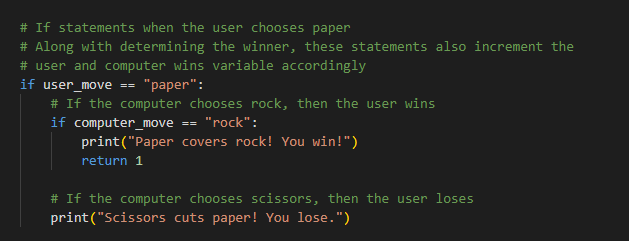 # If statements when the user chooses paper
# Along with determining the winner, these statements also increment the
# user and computer wins variable accordingly
if user_move == "paper":
    # If the computer chooses rock, then the user wins
    if computer_move == "rock":
        print("Paper covers rock! You win!")
        return 1

    # If the computer chooses scissors, then the user loses
    print("Scissors cuts paper! You lose.")